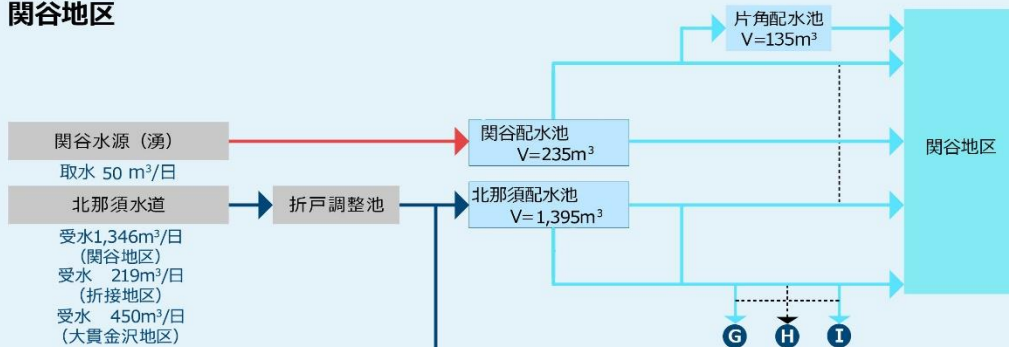 関谷地区
片角配水池
V=135m³
関谷水源（湧）
取水 50 m³/日
関谷配水池
V=235m³
関谷地区
北那須水道
折戸調整池
北那須配水池
V=1,395m³
受水1,346m³/日
(関谷地区)
受水 219m³/日
(折接地区)
受水 450m³/日
(大貫金沢地区)
G H I